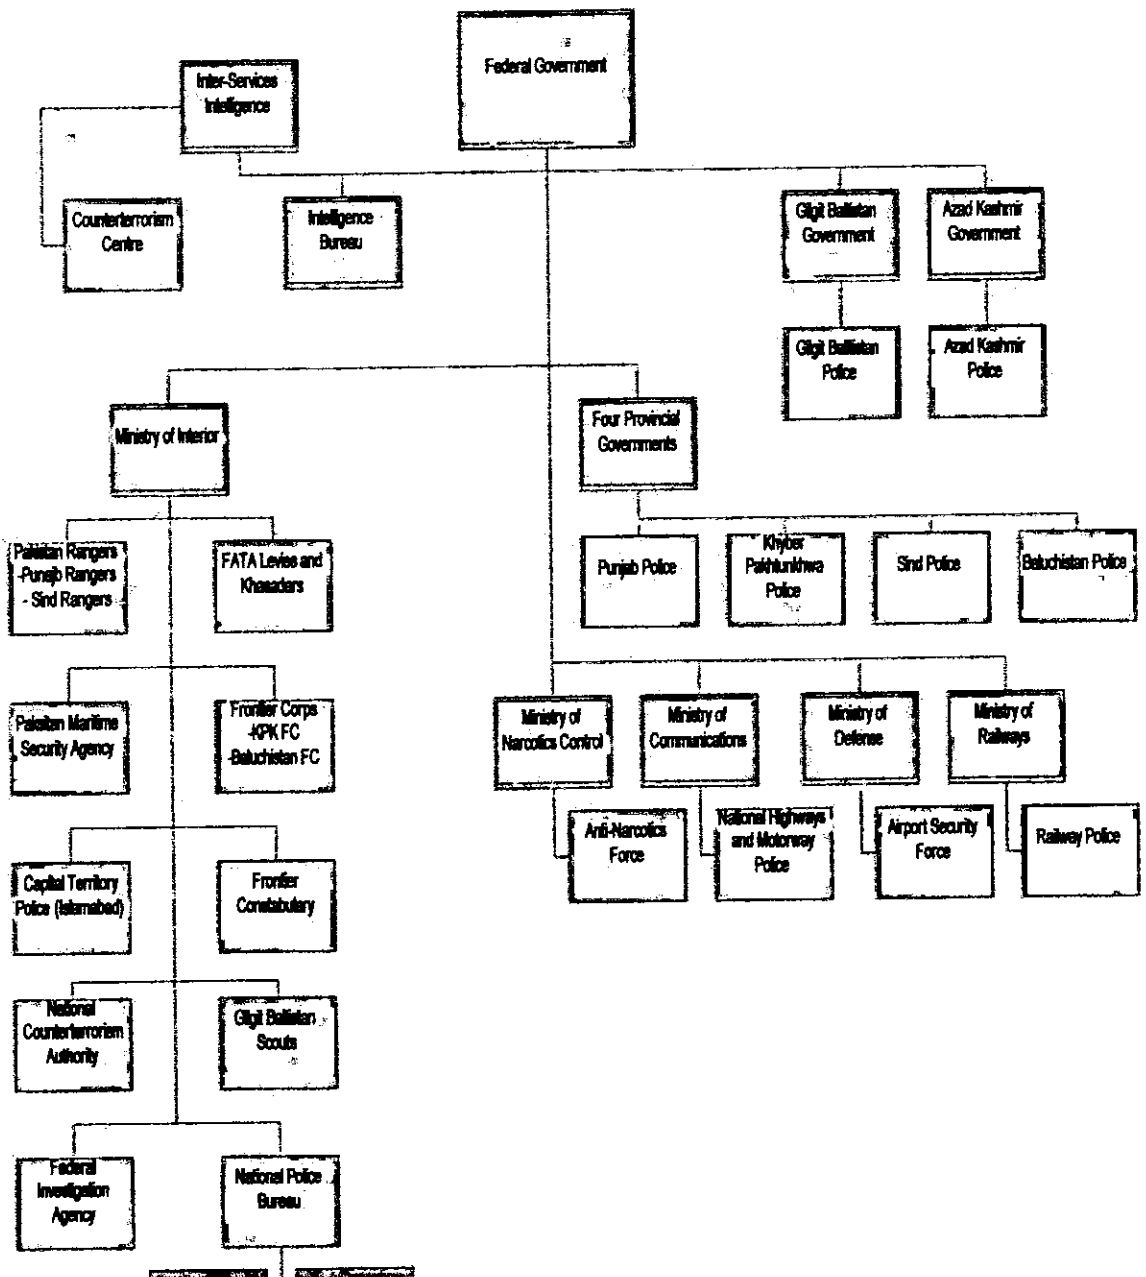 Federal Government
Inter-Services
Intelligence
Counterterrorism
Centre
Intelligence
Bureau
Gilgit Baltistan
Government
Azad Kashmir
Government
Gilgit Baltistan
Police
Azad Kashmir
Police
Ministry of Interior
Four Provincial
Governments
Pakistan Rangers
-Punajb Rangers
- Sind Rangers
FATA Levies and
Khasadars
Punjab Police
Khyber
Pakhtunkhwa
Police
Sind Police
Baluchistan Police
Paksitan Maritime
Security Agency
Frontier Corps
-KPK FC
-Baluchistan FC
Ministry of
Narcotics Control
Ministry of
Communications
Ministry of
Defense
Ministry of
Railways
Anti-Narcotics
Force
National Highways
and Motorway
Police
Airport Security
Force
Railway Police
Capital Territory
Police (Islamabad)
Frontier
Constabulary
National
Counterterrorism
Authority
Gilgit Baltistan
Scouts
Federal
Investigation
Agency
National Police
Bureau